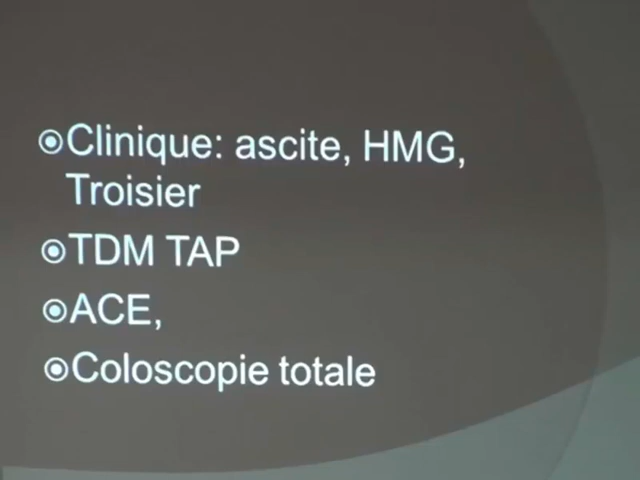 Clinique: ascite, HMG,
Troisier
TDM TAP
ACE,
Coloscopie totale